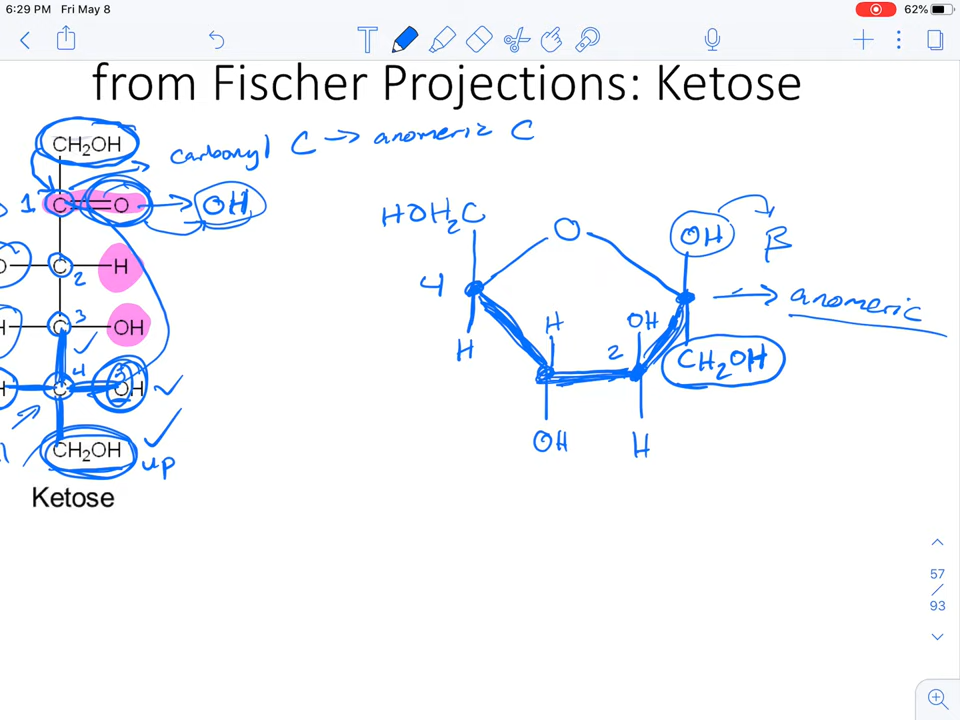 6:29 PM Fri May 8
62%
T
from Fischer Projections: Ketose
CH2OH
carbonyl C → anomeric C
1 C=O → OH
C 2 H
3 C OH
4 C OH
CH2OH up
Ketose
HOH2C O OH β
4 → anomeric
H H 2 OH CH2OH
OH H
57
/
93